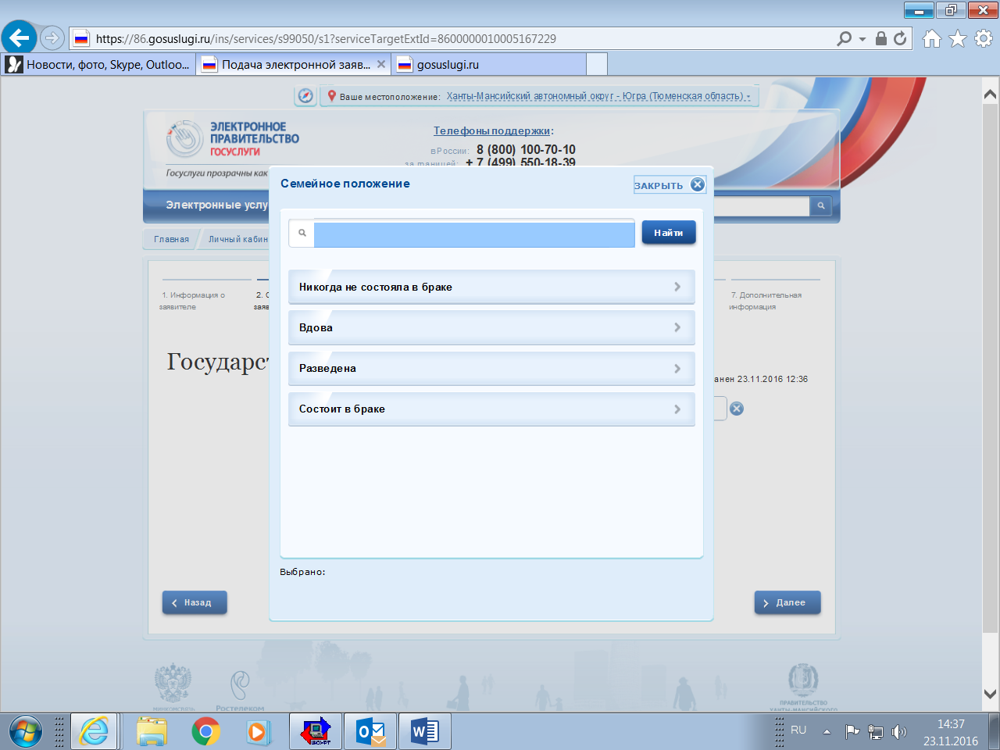 https://86.gosuslugi.ru/ins/services/s99050/s1?serviceTargetExtId=8600000010005167229
Новости, фото, Skype, Outloo...
Подача электронной заяв...
gosuslugi.ru
Ваше местоположение: Ханты-Мансийский автономный округ - Югра (Тюменская область)
ЭЛЕКТРОННОЕ
ПРАВИТЕЛЬСТВО
ГОСУСЛУГИ
Госуслуги прозрачны как
Телефоны поддержки:
в России: 8 (800) 100-70-10
за границей: + 7 (499) 550-18-39
Электронные услу
Главная
Личный кабин
Семейное положение
ЗАКРЫТЬ
Найти
Никогда не состояла в браке
Вдова
Разведена
Состоит в браке
Выбрано:
1. Информация о
заявителе
2. С
заяв
7. Дополнительная
информация
Государст
анен 23.11.2016 12:36
Назад
Далее
Ростелеком
ПРАВИТЕЛЬСТВО
ХАНТЫ-МАНСИЙСКОГО
RU
14:37
23.11.2016